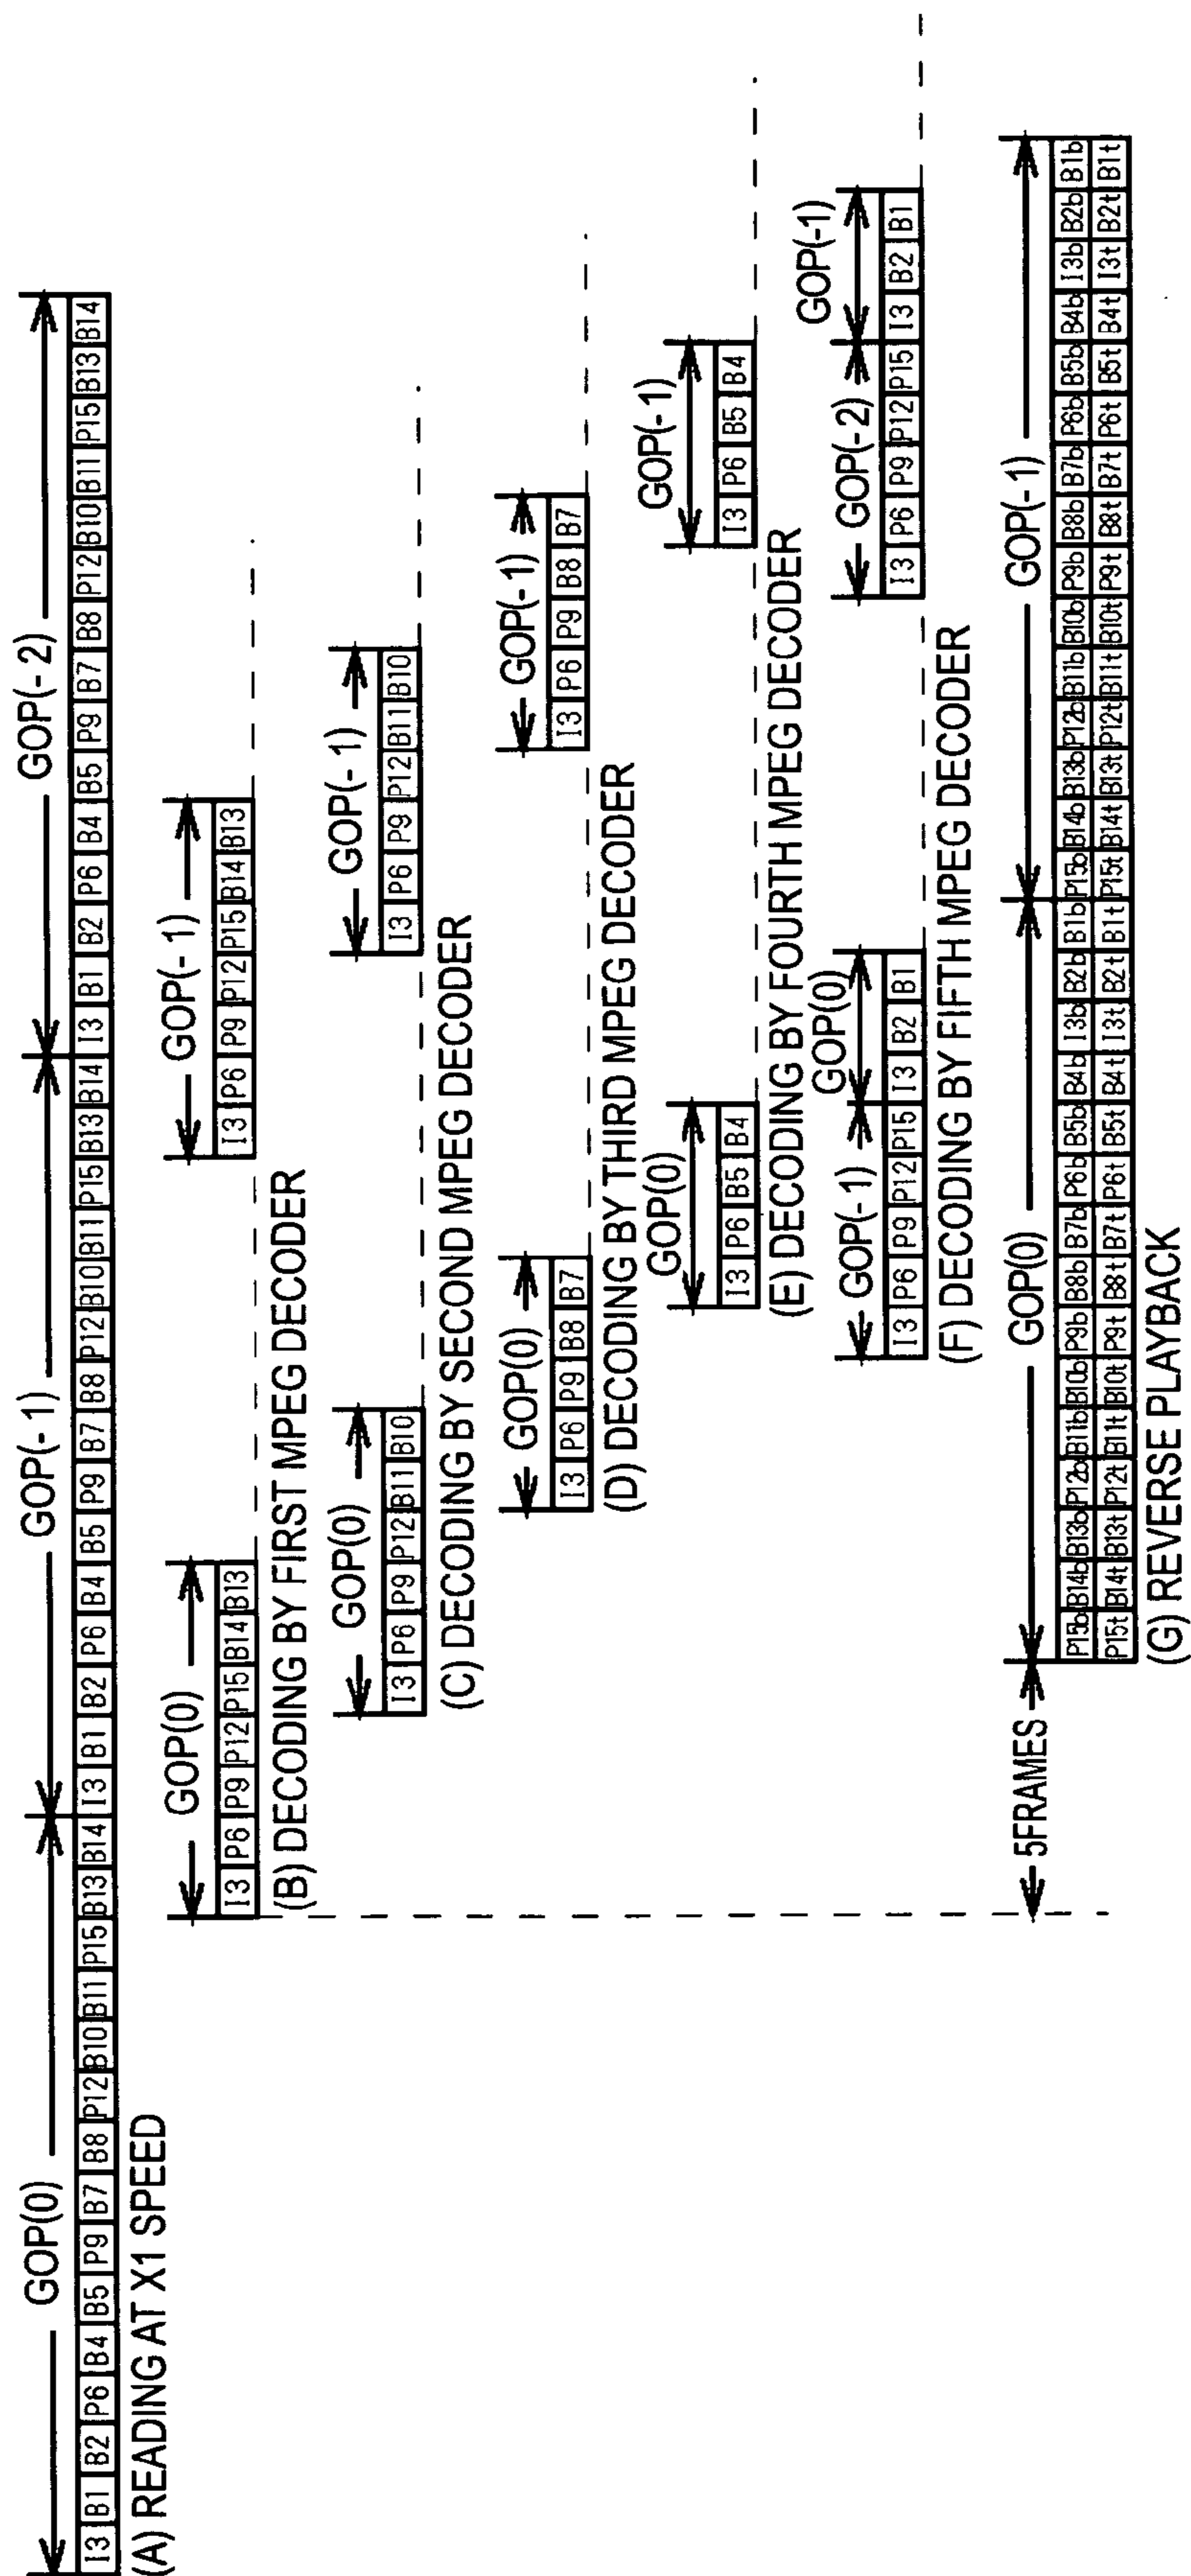 GOP(0) GOP(-1) GOP(-2)
I3 B1 B2 P6 B4 B5 P9 B7 B8 P12 B10 B11 P15 B13 B14 I3 B1 B2 P6 B4 B5 P9 B7 B8 P12 B10 B11 P15 B13 B14 I3 B1 B2 P6 B4 B5 P9 B7 B8 P12 B10 B11 P15 B13 B14
(A) READING AT X1 SPEED
GOP(0) GOP(-1)
I3 P6 P9 P12 P15 B14 B13 I3 P6 P9 P12 P15 B14 B13
(B) DECODING BY FIRST MPEG DECODER
GOP(0) GOP(-1)
I3 P6 P9 P12 B11 B10 I3 P6 P9 P12 B11 B10
(C) DECODING BY SECOND MPEG DECODER
GOP(0) GOP(-1)
I3 P6 P9 B8 B7 I3 P6 P9 B8 B7
(D) DECODING BY THIRD MPEG DECODER
GOP(0) GOP(-1)
I3 P6 B5 B4 I3 P6 B5 B4
(E) DECODING BY FOURTH MPEG DECODER
GOP(-1) GOP(0) GOP(-2) GOP(-1)
I3 P6 P9 P12 P15 I3 B2 B1 I3 P6 P9 P12 P15 I3 B2 B1
(F) DECODING BY FIFTH MPEG DECODER
5FRAMES GOP(0) GOP(-1)
P15b B14b B13b P12b B11b B10b P9b B8b B7b P6b B5b B4b I3b B2b B1b P15b B14b B13b P12b B11b B10b P9b B8b B7b P6b B5b B4b I3b B2b B1b
P15t B14t B13t P12t B11t B10t P9t B8t B7t P6t B5t B4t I3t B2t B1t P15t B14t B13t P12t B11t B10t P9t B8t B7t P6t B5t B4t I3t B2t B1t
(G) REVERSE PLAYBACK